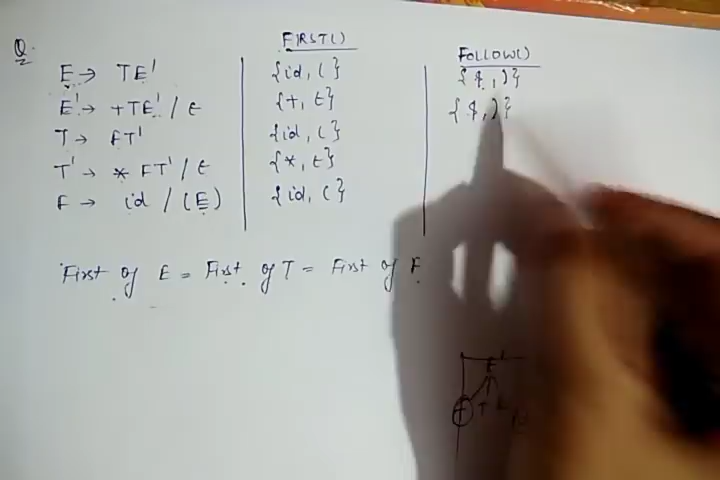 Q.
FIRST() FOLLOW()
E → TE' {id, (} {$, )}
E' → +TE' / ε {+, ε} {$, )}
T → FT' {id, (}
T' → * FT' / ε {*, ε}
F → id / (E) {id, (}
First of E = First of T = First of F
+ T